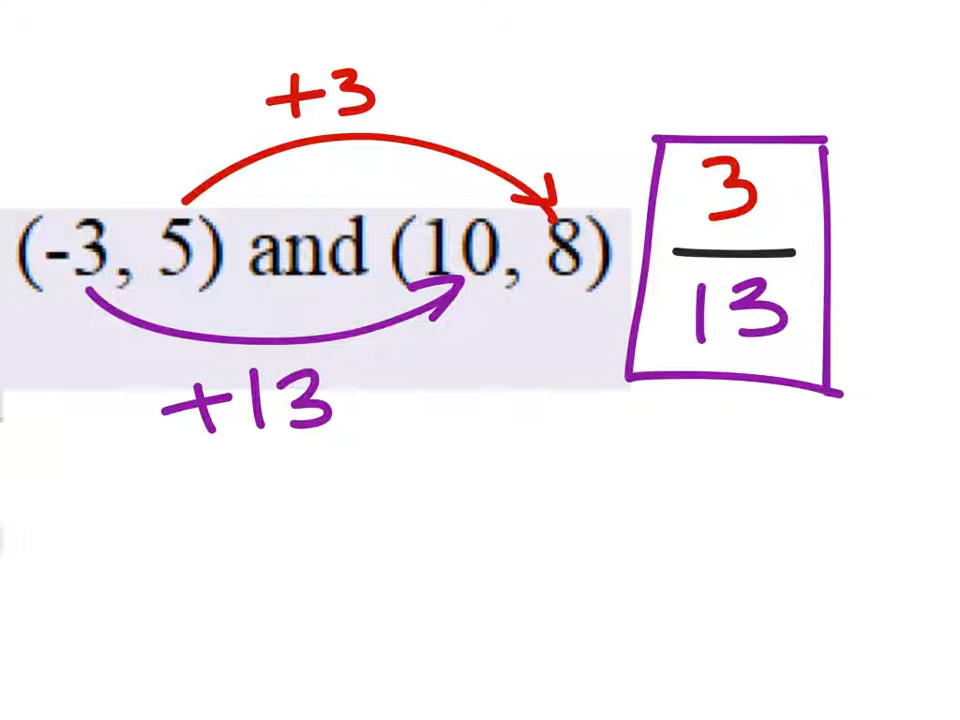 +3
(-3, 5) and (10, 8)
3
13
+13